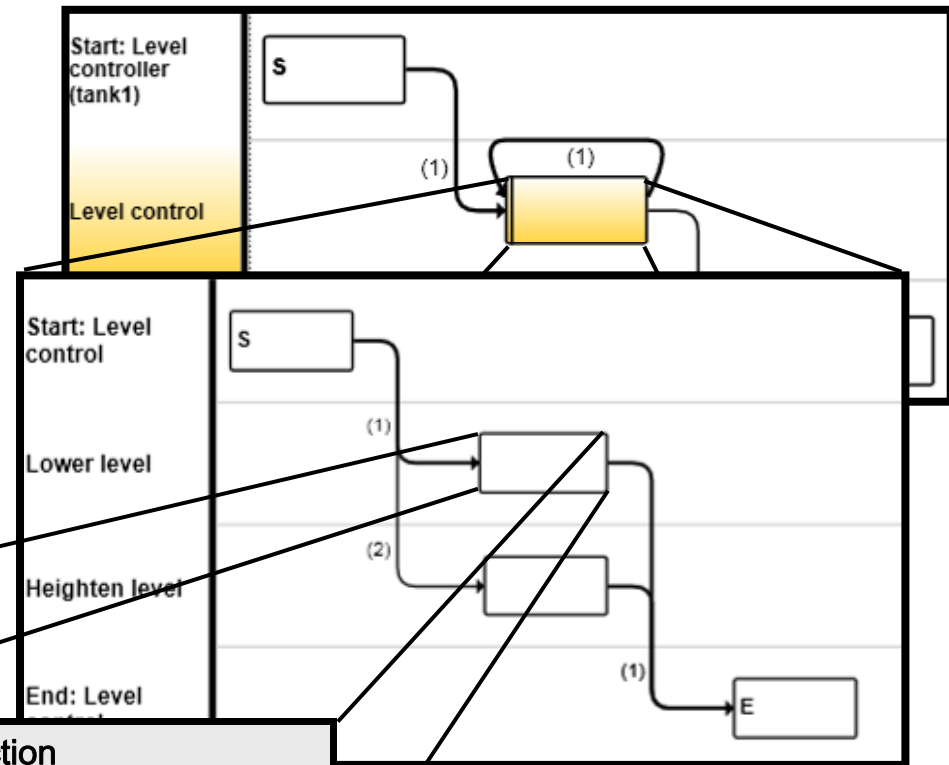 Start: Level
controller
(tank1)
S
(1)
(1)
Level control
Start: Level
control
S
(1)
Lower level
(2)
Heighten level
(1)
End: Level
E
tion